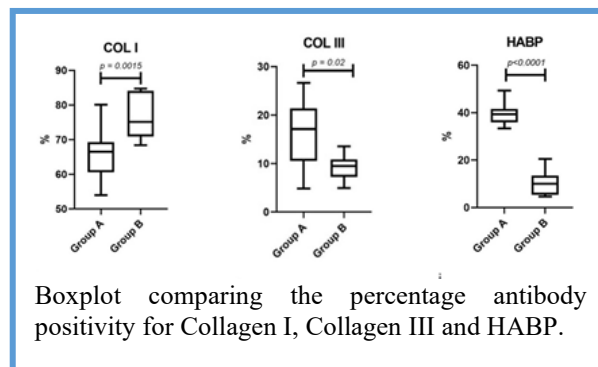 COL I
p = 0.0015
90
80
70
60
50
%
Group A
Group B
COL III
p = 0.02
30
20
10
0
%
Group A
Group B
HABP
p<0.0001
60
40
20
0
%
Group A
Group B
Boxplot comparing the percentage antibody
positivity for Collagen I, Collagen III and HABP.